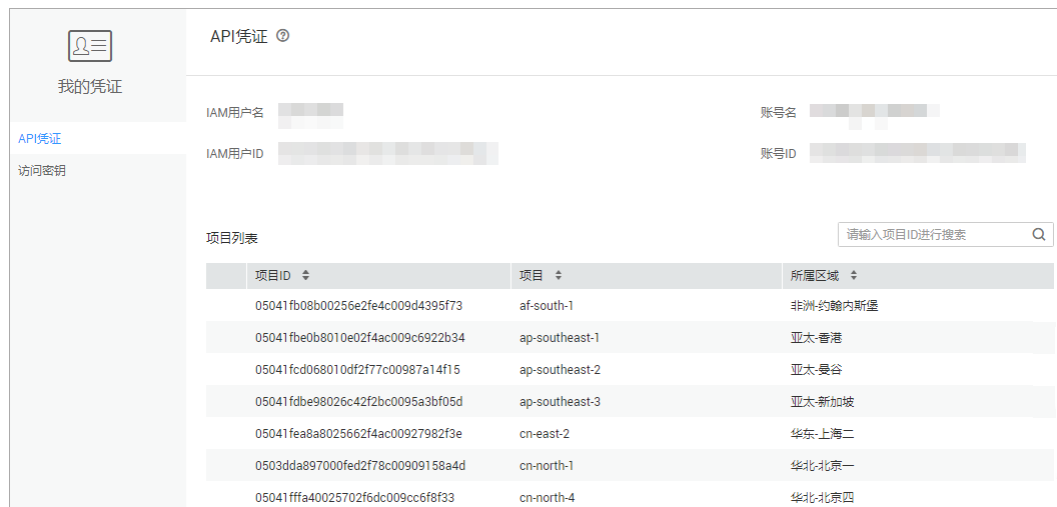 我的凭证
API凭证
访问密钥
API凭证
IAM用户名
账号名
IAM用户ID
账号ID
项目列表
请输入项目ID进行搜索
项目ID 项目 所属区域
05041fb08b00256e2fe4c009d4395f73 af-south-1 非洲-约翰内斯堡
05041fbe0b8010e02f4ac009c6922b34 ap-southeast-1 亚太-香港
05041fcd068010df2f77c00987a14f15 ap-southeast-2 亚太-曼谷
05041fdbe98026c42f2bc0095a3bf05d ap-southeast-3 亚太-新加坡
05041fea8a8025662f4ac00927982f3e cn-east-2 华东-上海二
0503dda897000fed2f78c00909158a4d cn-north-1 华北-北京一
05041fffa40025702f6dc009cc6f8f33 cn-north-4 华北-北京四